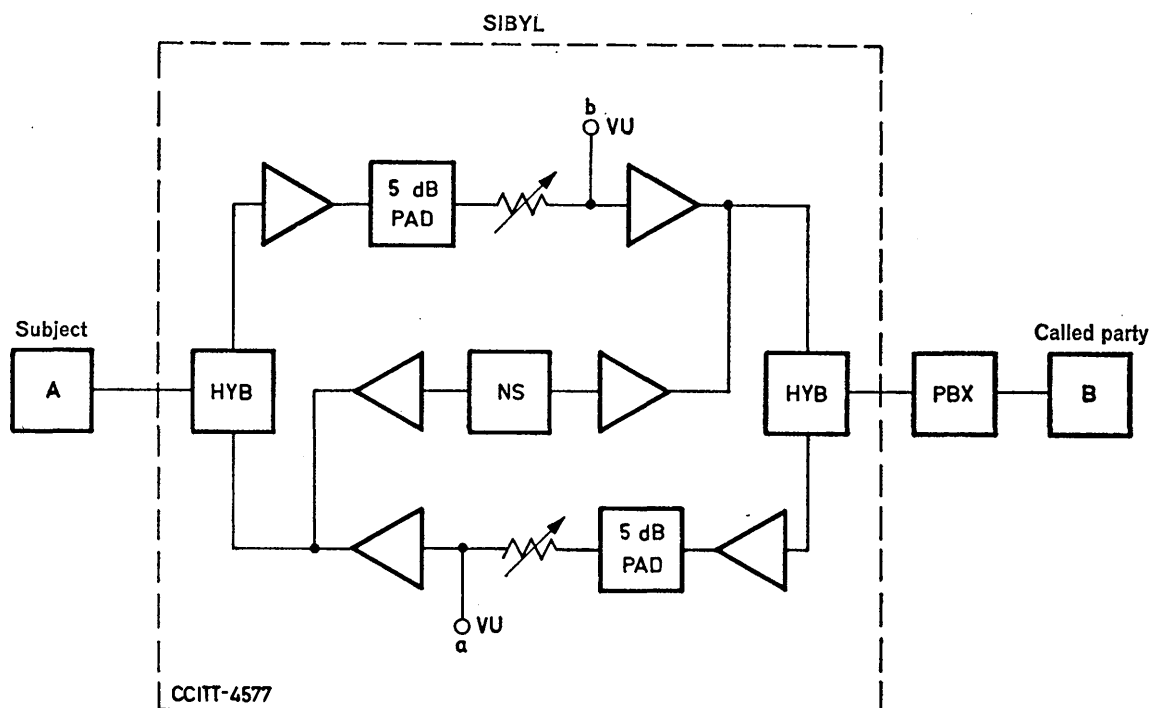 SIBYL
b
VU
5 dB
PAD
Subject
A
HYB
NS
HYB
Called party
PBX
B
5 dB
PAD
VU
a
CCITT-4577